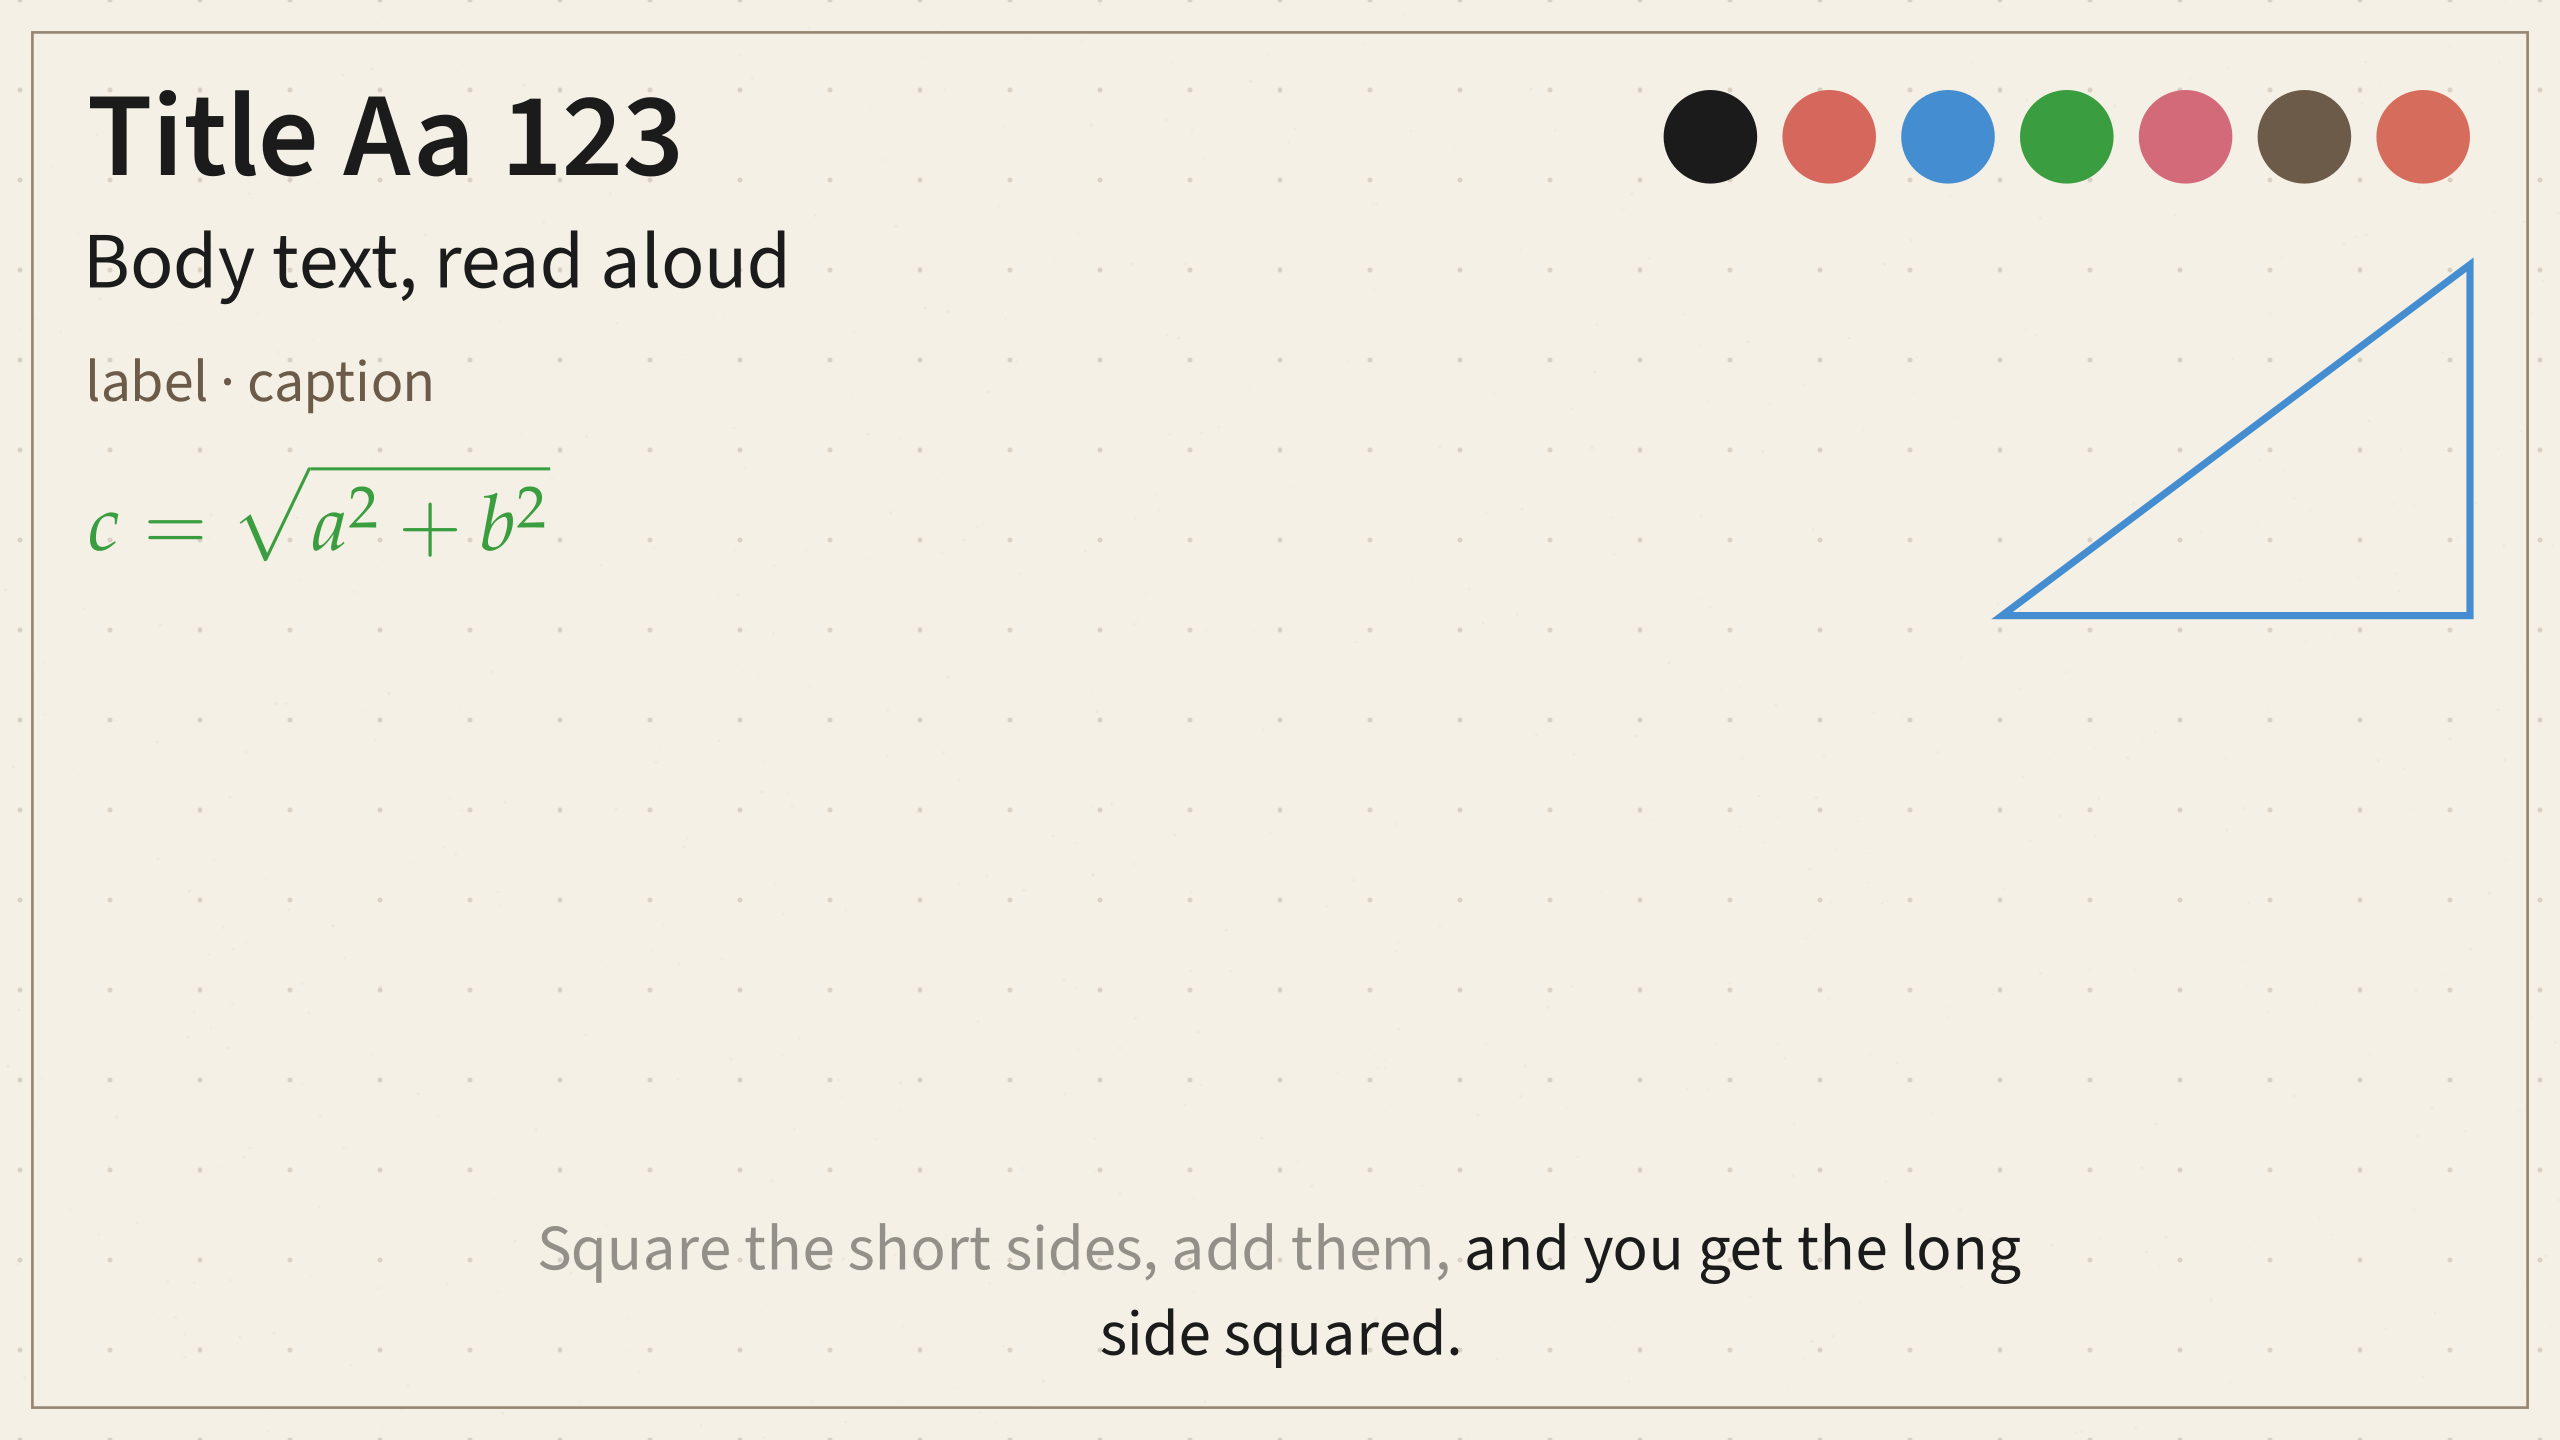 Title Aa 123
Body text, read aloud
label · caption
c = √a² + b²
Square the short sides, add them, and you get the long
side squared.